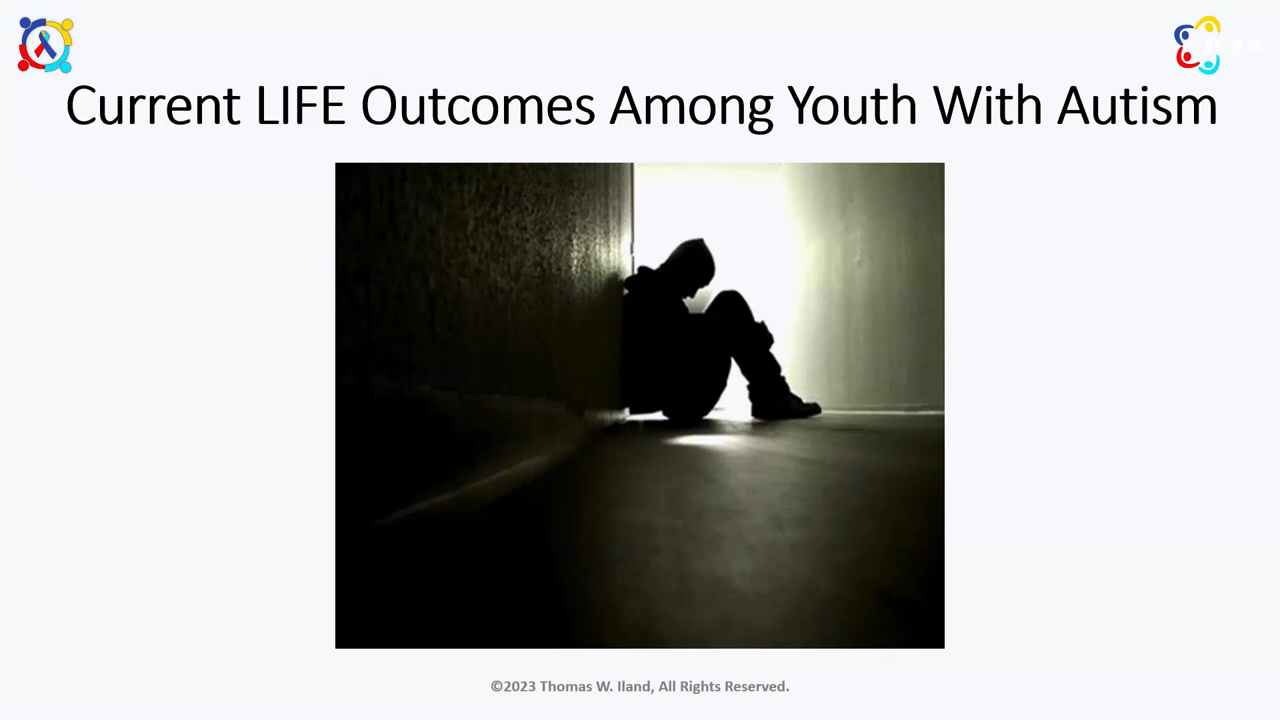 Current LIFE Outcomes Among Youth With Autism
©2023 Thomas W. Iland, All Rights Reserved.